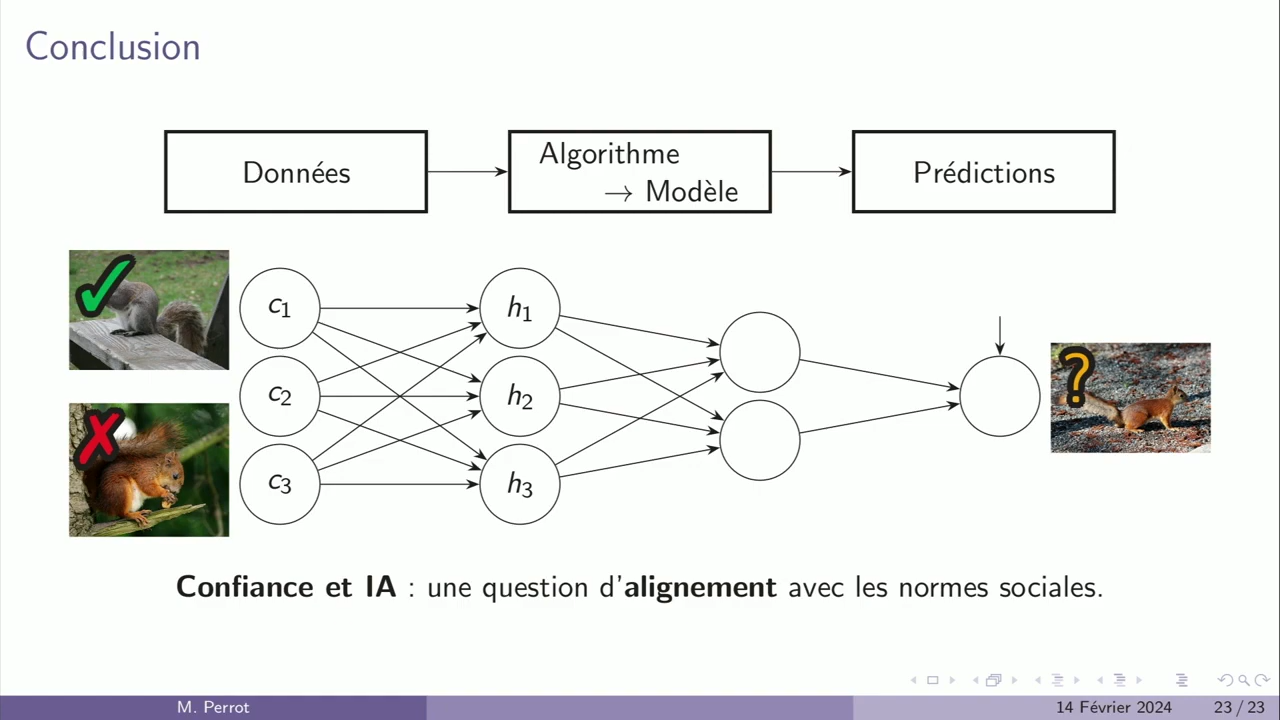 Conclusion
Données
Algorithme
→ Modèle
Prédictions
c1
c2
c3
h1
h2
h3
?
Confiance et IA : une question d'alignement avec les normes sociales.
M. Perrot
14 Février 2024
23 / 23